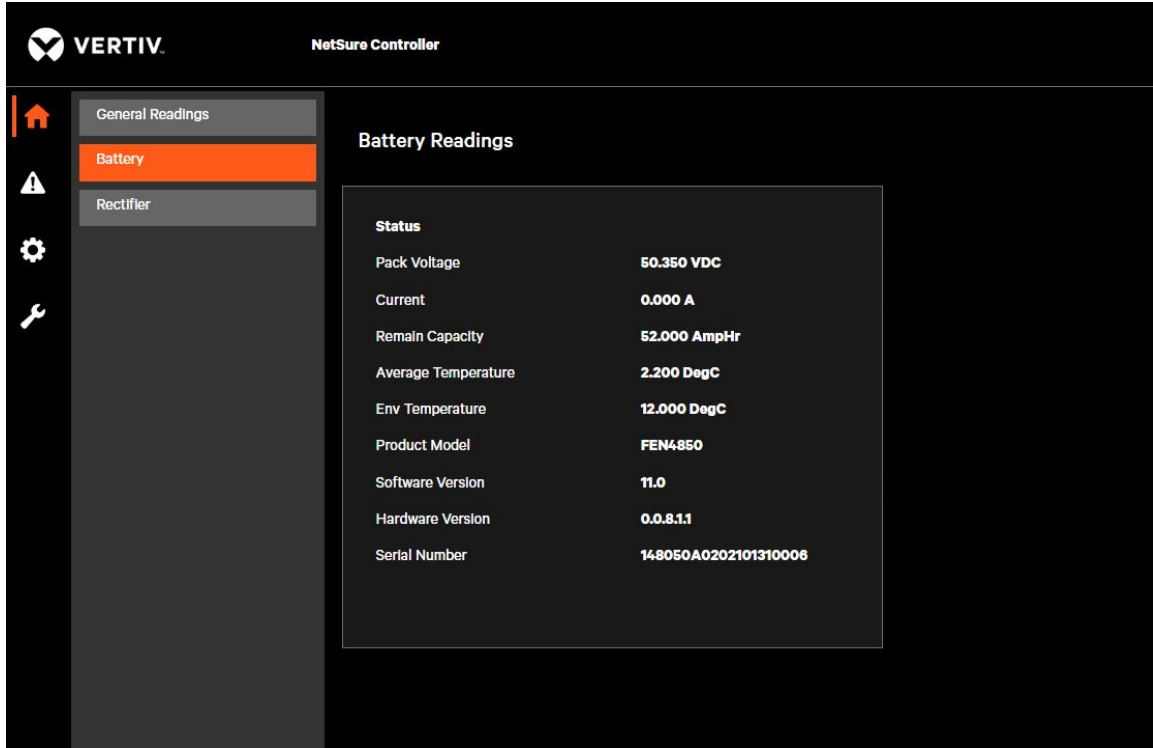 VERTIV.
NetSure Controller
General Readings
Battery
Rectifier
Battery Readings
Status
Pack Voltage 50.350 VDC
Current 0.000 A
Remain Capacity 52.000 AmpHr
Average Temperature 2.200 DegC
Env Temperature 12.000 DegC
Product Model FEN4850
Software Version 11.0
Hardware Version 0.0.8.1.1
Serial Number 148050A0202101310006